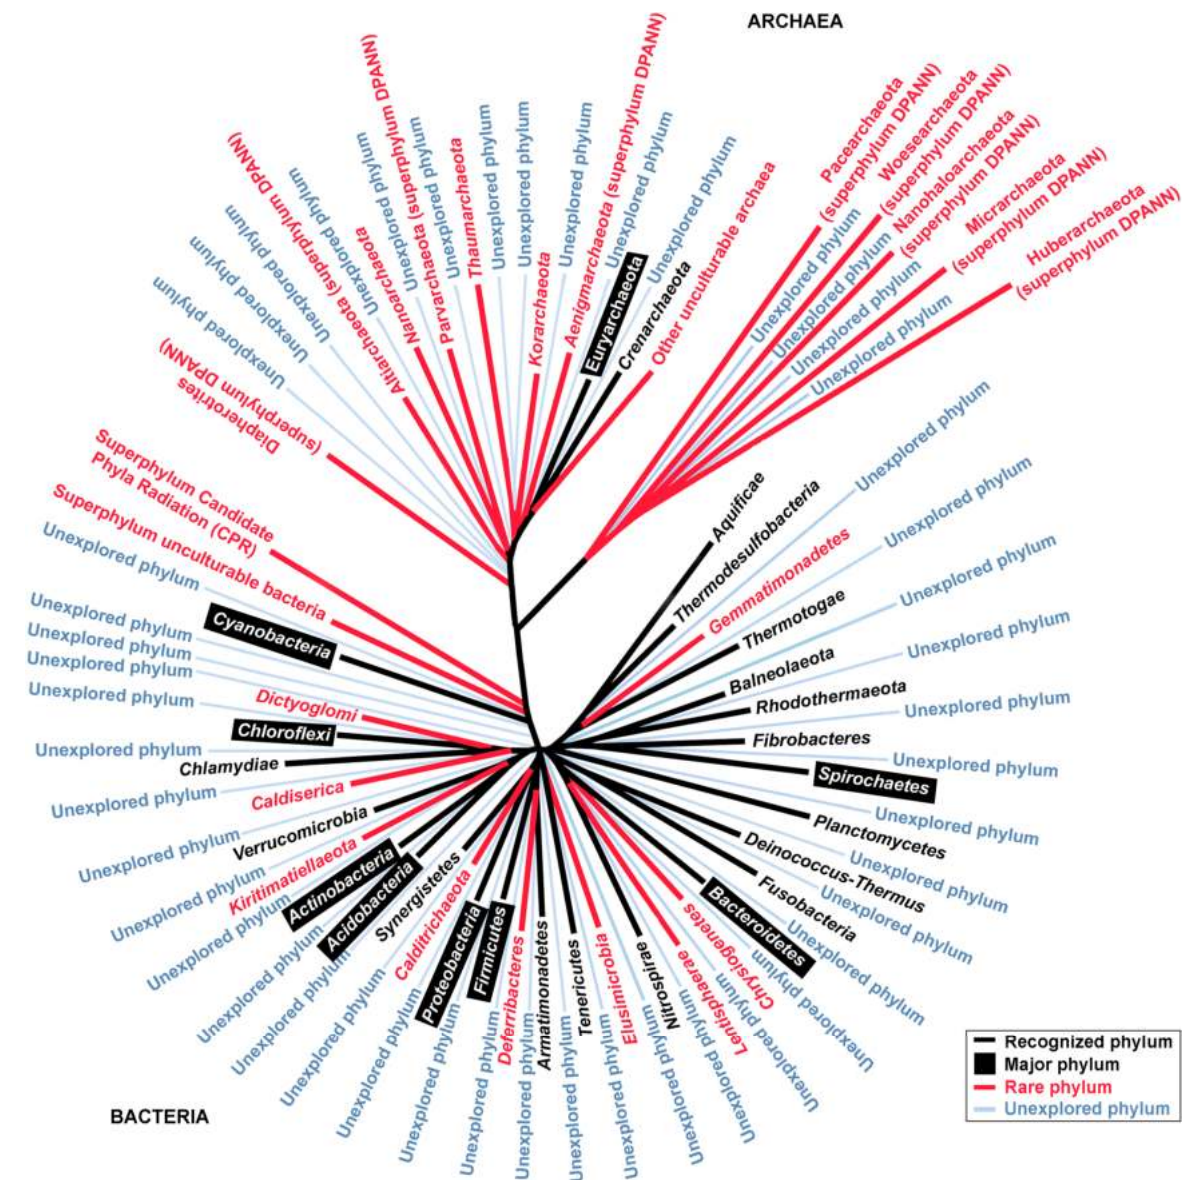 ARCHAEA
Unexplored phylum
Unexplored phylum
Unexplored phylum
Diapherotrites
(superphylum DPANN)
Unexplored phylum
Altiarchaeota (superphylum DPANN)
Unexplored phylum
Nanoarchaeota
Unexplored phylum
Parvarchaeota (superphylum DPANN)
Unexplored phylum
Thaumarchaeota
Unexplored phylum
Unexplored phylum
Korarchaeota
Unexplored phylum
Aenigmarchaeota (superphylum DPANN)
Unexplored phylum
Euryarchaeota
Unexplored phylum
Crenarchaeota
Other unculturable archaea
Pacearchaeota
(superphylum DPANN)
Unexplored phylum
Woesearchaeota
(superphylum DPANN)
Unexplored phylum
Nanohaloarchaeota
(superphylum DPANN)
Unexplored phylum
Micrarchaeota
(superphylum DPANN)
Unexplored phylum
Huberarchaeota
(superphylum DPANN)
Aquificae
Thermodesulfobacteria
Unexplored phylum
Gemmatimonadetes
Unexplored phylum
Thermotogae
Unexplored phylum
Balneolaeota
Unexplored phylum
Rhodothermaeota
Unexplored phylum
Fibrobacteres
Unexplored phylum
Spirochaetes
Unexplored phylum
Planctomycetes
Unexplored phylum
Deinococcus-Thermus
Unexplored phylum
Fusobacteria
Unexplored phylum
Bacteroidetes
Unexplored phylum
Chrysiogenetes
Unexplored phylum
Lentisphaerae
Unexplored phylum
Nitrospirae
Unexplored phylum
Elusimicrobia
Unexplored phylum
Tenericutes
Unexplored phylum
Armatimonadetes
Unexplored phylum
Deferribacteres
Unexplored phylum
Firmicutes
Unexplored phylum
Proteobacteria
Unexplored phylum
Calditrichaeota
Unexplored phylum
Synergistetes
Unexplored phylum
Acidobacteria
Unexplored phylum
Actinobacteria
Unexplored phylum
Kiritimatiellaeota
Unexplored phylum
Verrucomicrobia
Unexplored phylum
Caldiserica
Unexplored phylum
Chlamydiae
Unexplored phylum
Chloroflexi
Dictyoglomi
Unexplored phylum
Unexplored phylum
Unexplored phylum
Unexplored phylum
Cyanobacteria
Unexplored phylum
Superphylum unculturable bacteria
Superphylum Candidate
Phyla Radiation (CPR)
BACTERIA
Recognized phylum
Major phylum
Rare phylum
Unexplored phylum